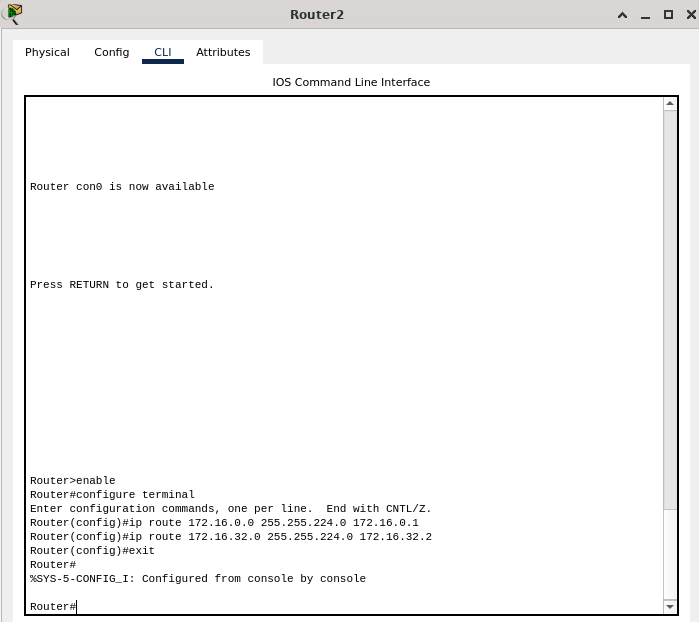 Router2
Physical Config CLI Attributes
IOS Command Line Interface
Router con0 is now available
Press RETURN to get started.
Router>enable
Router#configure terminal
Enter configuration commands, one per line.  End with CNTL/Z.
Router(config)#ip route 172.16.0.0 255.255.224.0 172.16.0.1
Router(config)#ip route 172.16.32.0 255.255.224.0 172.16.32.2
Router(config)#exit
Router#
%SYS-5-CONFIG_I: Configured from console by console
Router#